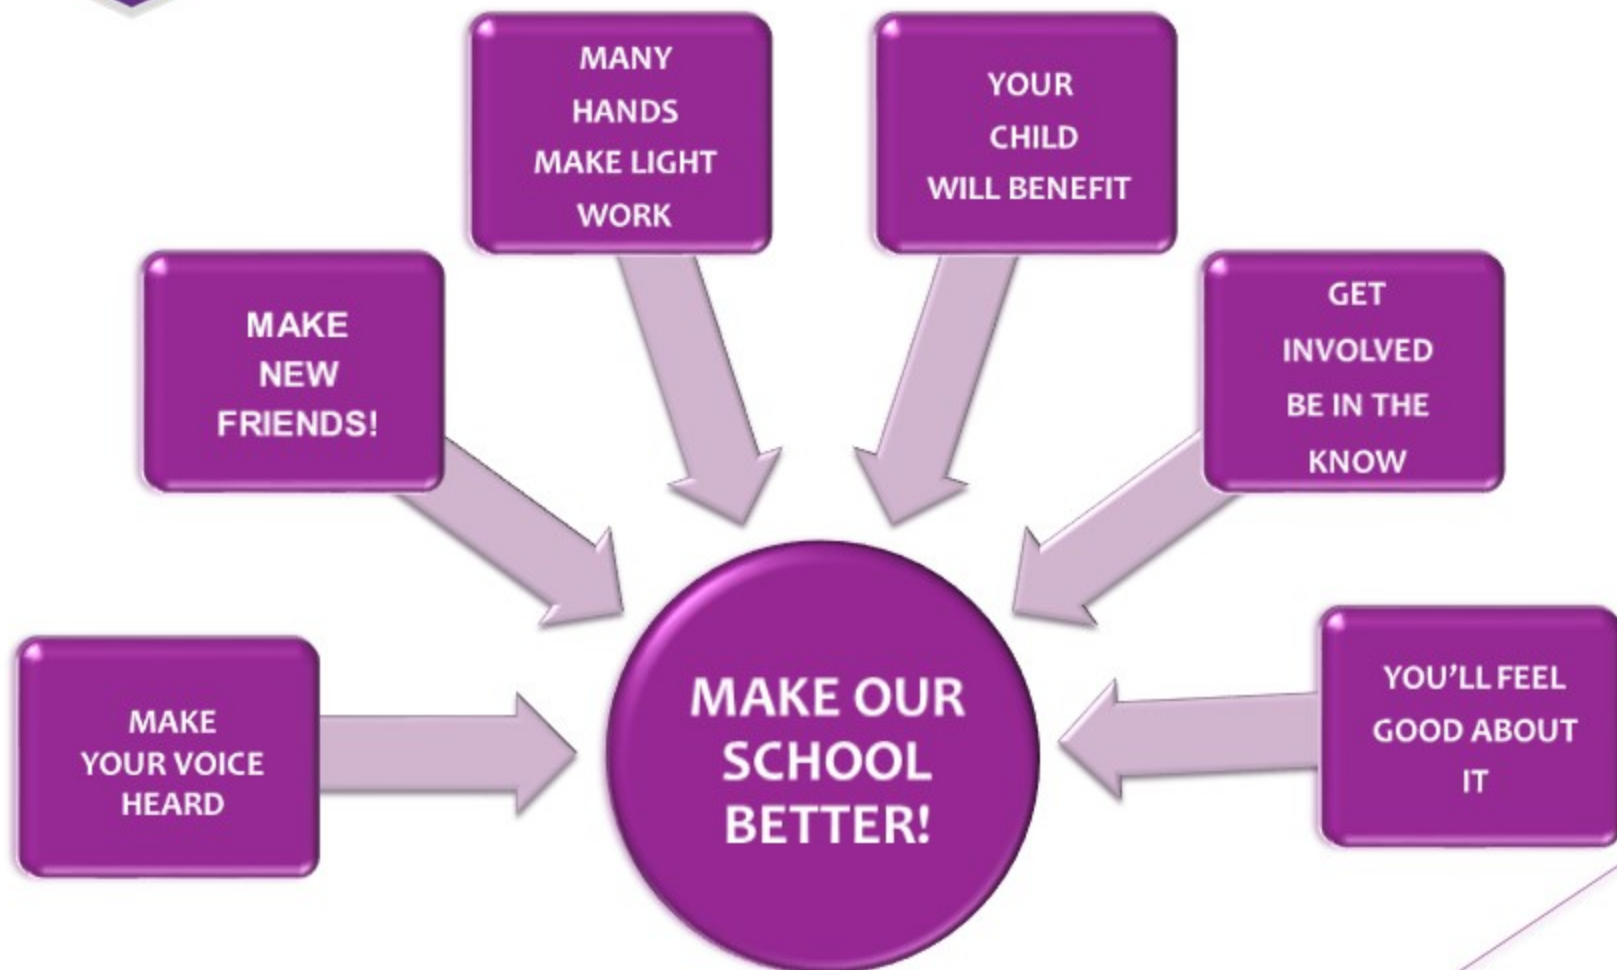 MANY
HANDS
MAKE LIGHT
WORK
YOUR
CHILD
WILL BENEFIT
MAKE
NEW
FRIENDS!
GET
INVOLVED
BE IN THE
KNOW
MAKE
YOUR VOICE
HEARD
MAKE OUR
SCHOOL
BETTER!
YOU'LL FEEL
GOOD ABOUT
IT